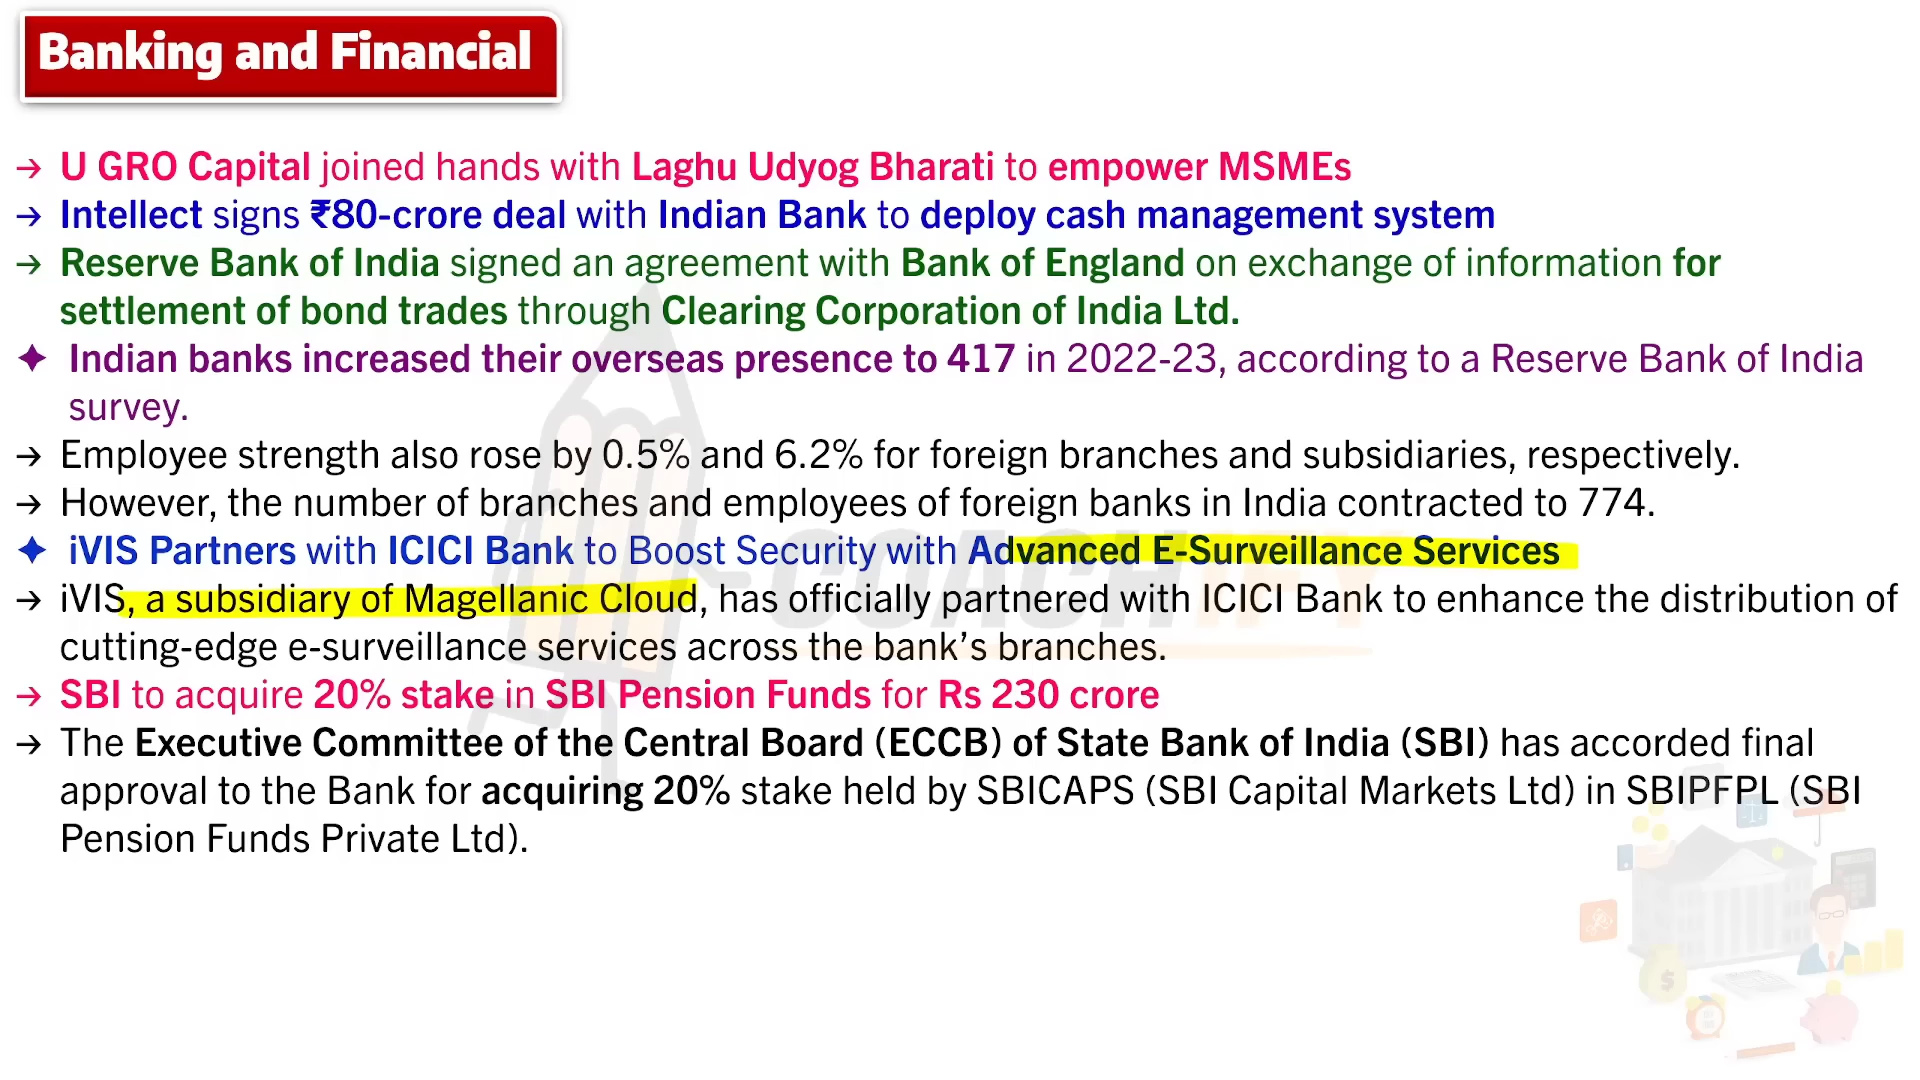 Banking and Financial
→ U GRO Capital joined hands with Laghu Udyog Bharati to empower MSMEs
→ Intellect signs ₹80-crore deal with Indian Bank to deploy cash management system
→ Reserve Bank of India signed an agreement with Bank of England on exchange of information for
settlement of bond trades through Clearing Corporation of India Ltd.
✦ Indian banks increased their overseas presence to 417 in 2022-23, according to a Reserve Bank of India
survey.
→ Employee strength also rose by 0.5% and 6.2% for foreign branches and subsidiaries, respectively.
→ However, the number of branches and employees of foreign banks in India contracted to 774.
✦ iVIS Partners with ICICI Bank to Boost Security with Advanced E-Surveillance Services
→ iVIS, a subsidiary of Magellanic Cloud, has officially partnered with ICICI Bank to enhance the distribution of
cutting-edge e-surveillance services across the bank’s branches.
→ SBI to acquire 20% stake in SBI Pension Funds for Rs 230 crore
→ The Executive Committee of the Central Board (ECCB) of State Bank of India (SBI) has accorded final
approval to the Bank for acquiring 20% stake held by SBICAPS (SBI Capital Markets Ltd) in SBIPFPL (SBI
Pension Funds Private Ltd).
COACHIFY